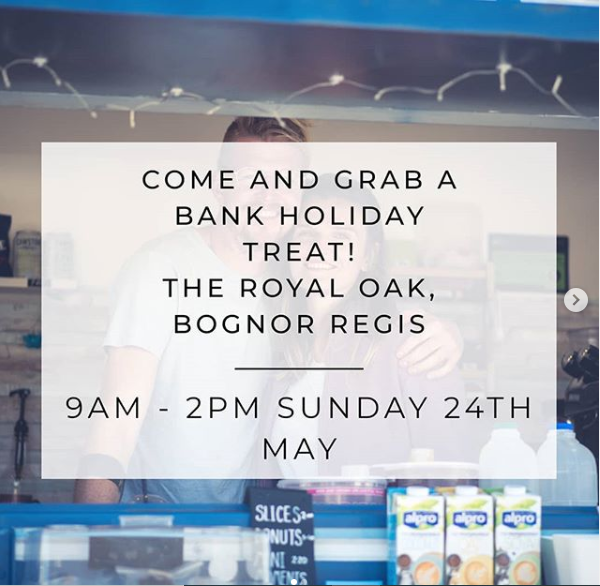 COME AND GRAB A
BANK HOLIDAY
TREAT!
THE ROYAL OAK,
BOGNOR REGIS
9AM - 2PM SUNDAY 24TH
MAY
SLICES
alpro alpro alpro